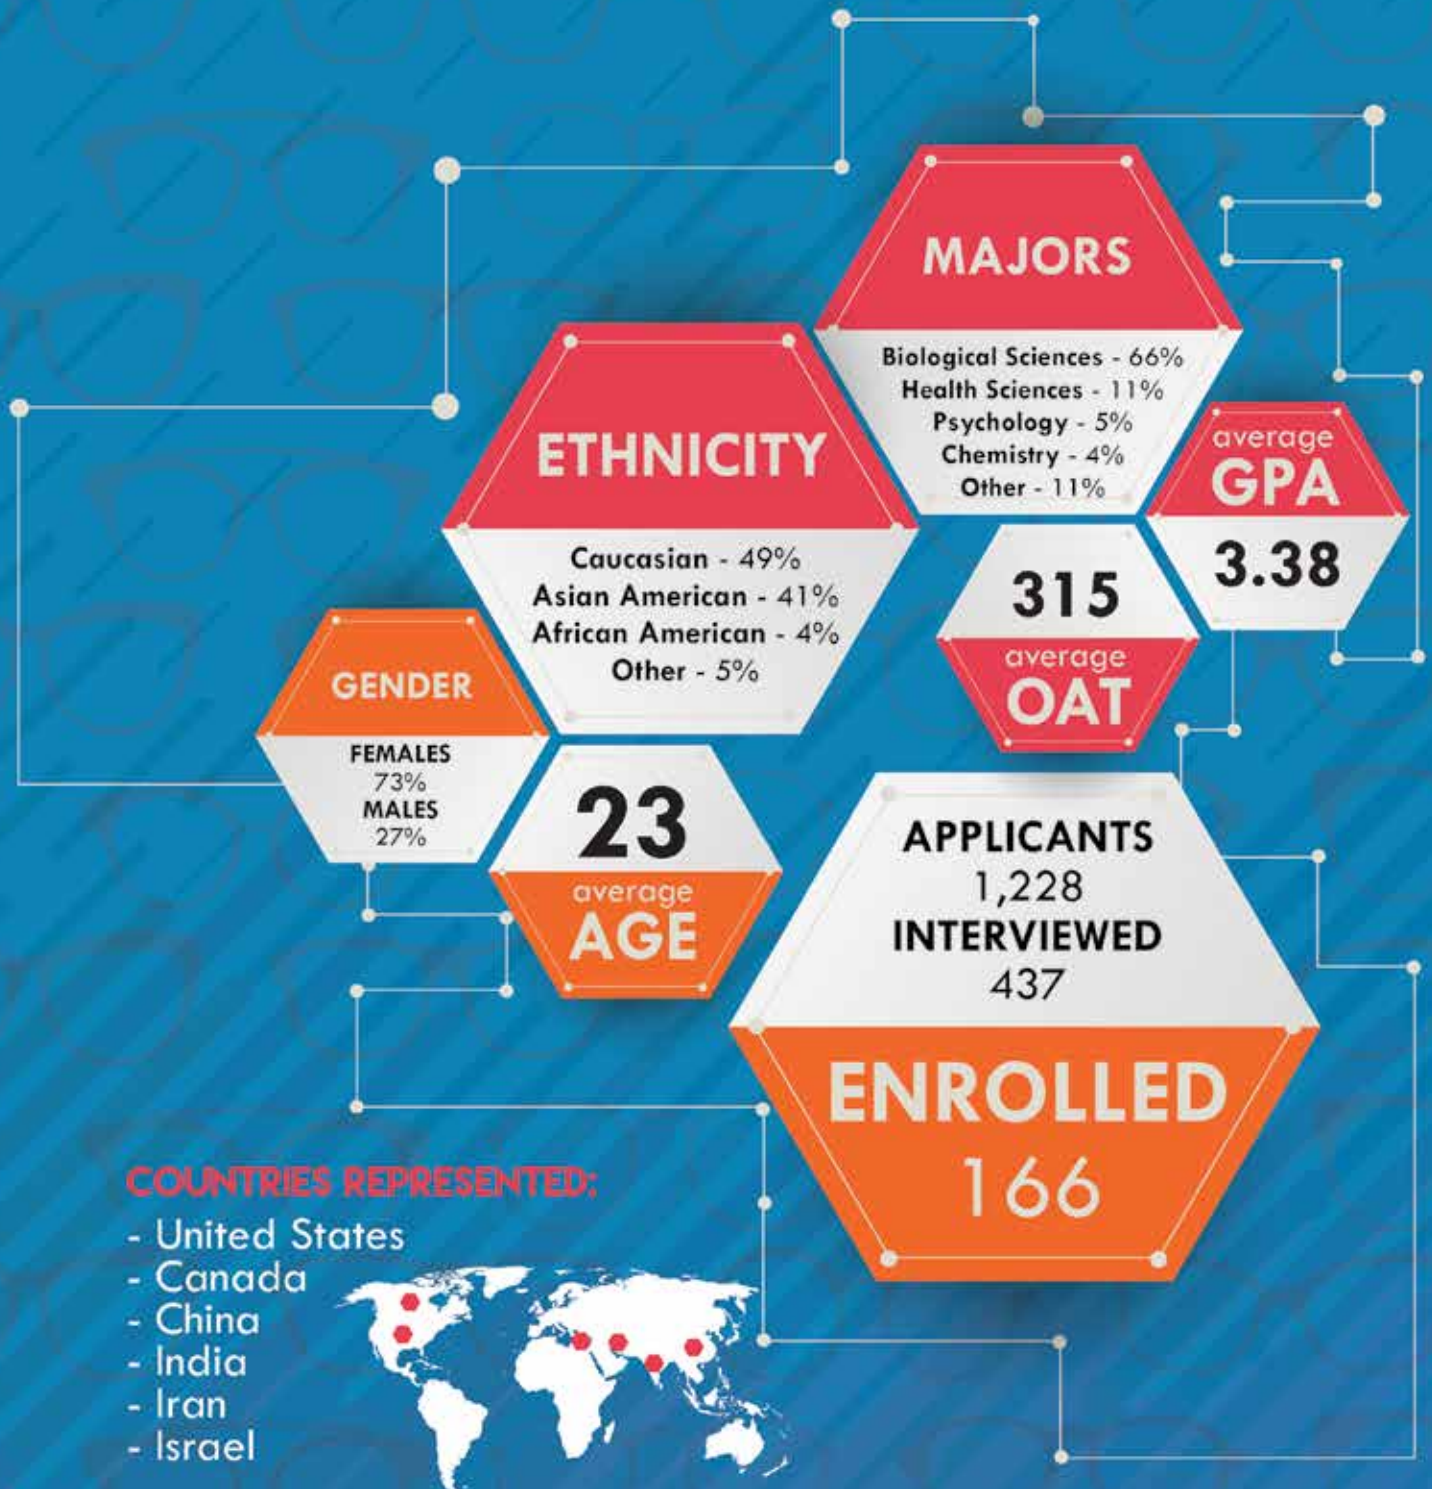 MAJORS
Biological Sciences - 66%
Health Sciences - 11%
Psychology - 5%
Chemistry - 4%
Other - 11%
ETHNICITY
Caucasian - 49%
Asian American - 41%
African American - 4%
Other - 5%
average
GPA
3.38
315
average
OAT
GENDER
FEMALES
73%
MALES
27%
23
average
AGE
APPLICANTS
1,228
INTERVIEWED
437
ENROLLED
166
COUNTRIES REPRESENTED:
- United States
- Canada
- China
- India
- Iran
- Israel